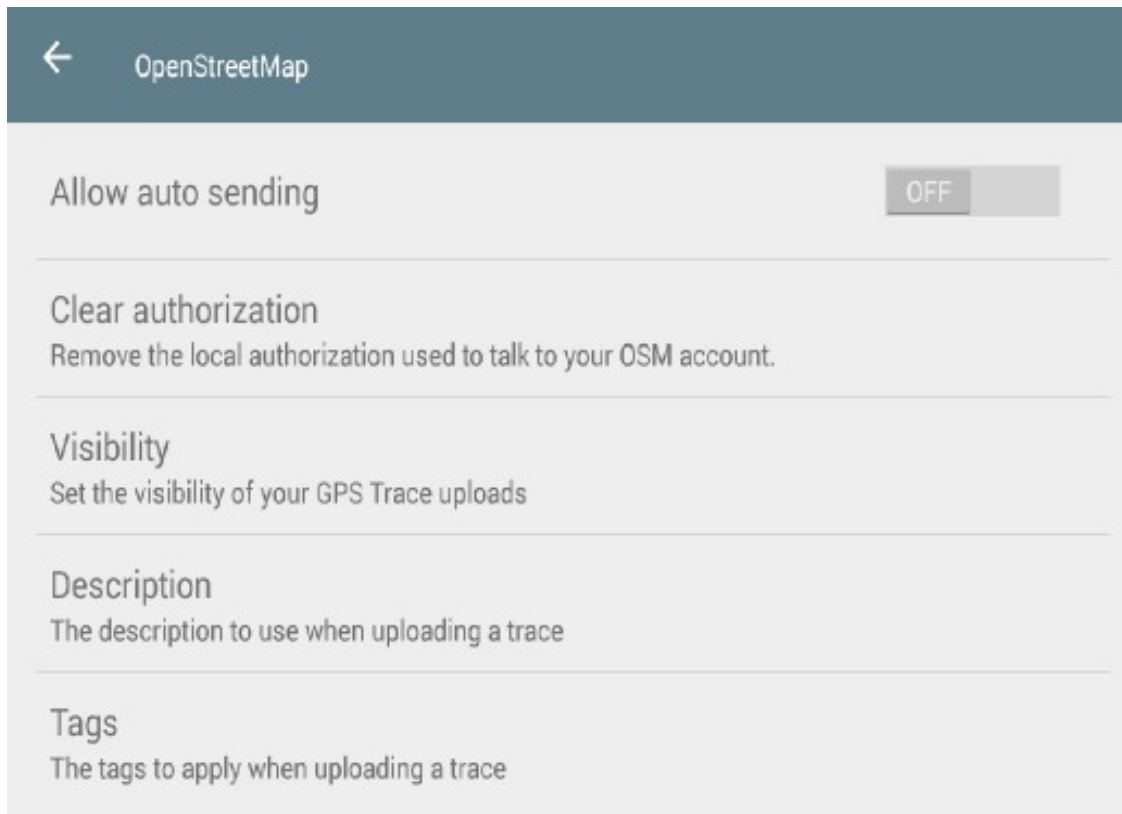 OpenStreetMap
Allow auto sending
OFF
Clear authorization
Remove the local authorization used to talk to your OSM account.
Visibility
Set the visibility of your GPS Trace uploads
Description
The description to use when uploading a trace
Tags
The tags to apply when uploading a trace